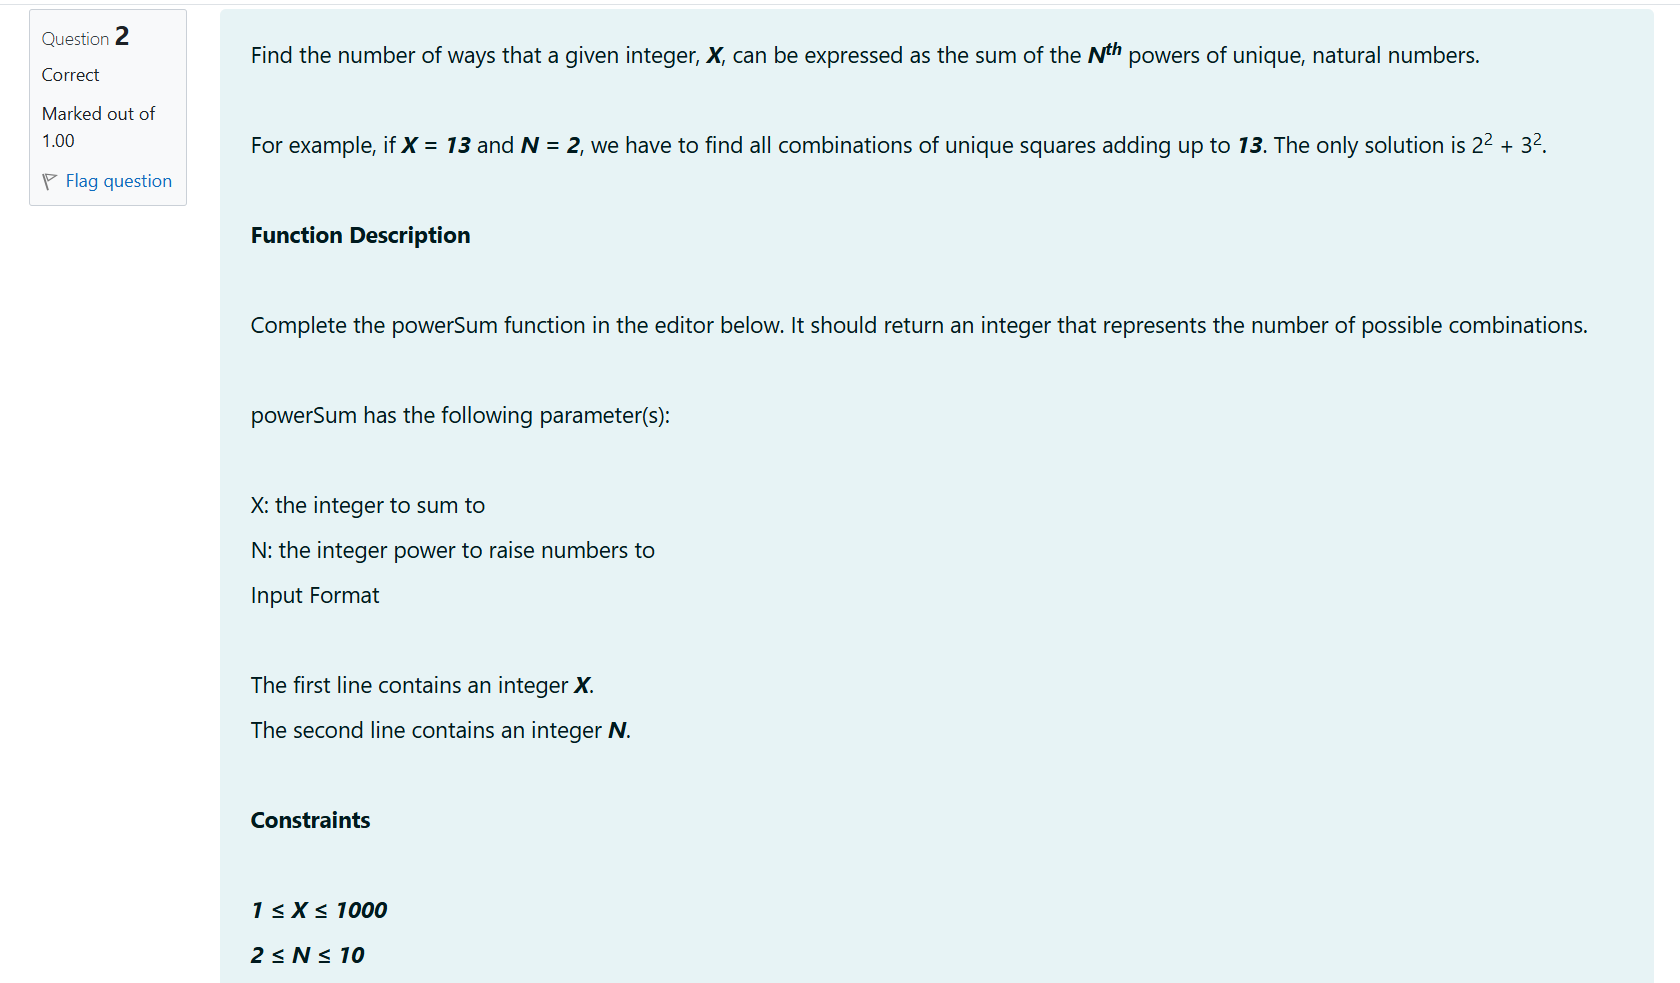 Question 2
Correct
Marked out of
1.00
Flag question
Find the number of ways that a given integer, X, can be expressed as the sum of the Nth powers of unique, natural numbers.
For example, if X = 13 and N = 2, we have to find all combinations of unique squares adding up to 13. The only solution is 2² + 3².
Function Description
Complete the powerSum function in the editor below. It should return an integer that represents the number of possible combinations.
powerSum has the following parameter(s):
X: the integer to sum to
N: the integer power to raise numbers to
Input Format
The first line contains an integer X.
The second line contains an integer N.
Constraints
1 ≤ X ≤ 1000
2 ≤ N ≤ 10